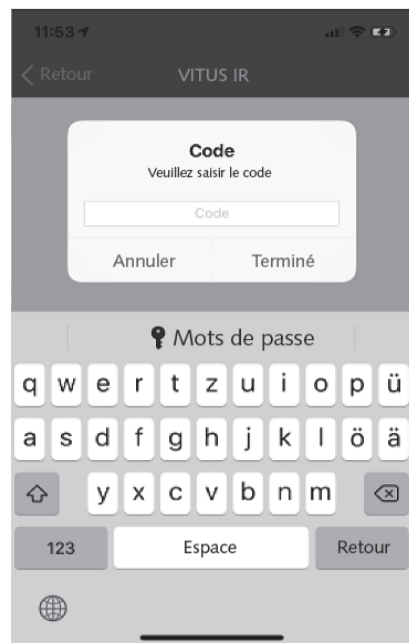 11:53
Retour VITUS IR
Code
Veuillez saisir le code
Code
Annuler Terminé
Mots de passe
q w e r t z u i o p ü
a s d f g h j k l ö ä
y x c v b n m
123 Espace Retour